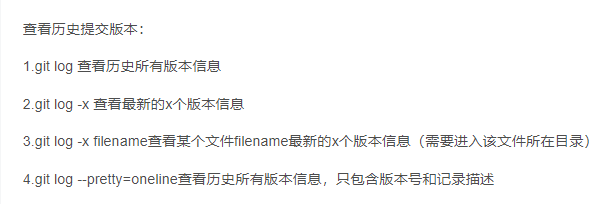 查看历史提交版本：
1.git log 查看历史所有版本信息
2.git log -x 查看最新的x个版本信息
3.git log -x filename查看某个文件filename最新的x个版本信息（需要进入该文件所在目录）
4.git log --pretty=oneline查看历史所有版本信息，只包含版本号和记录描述